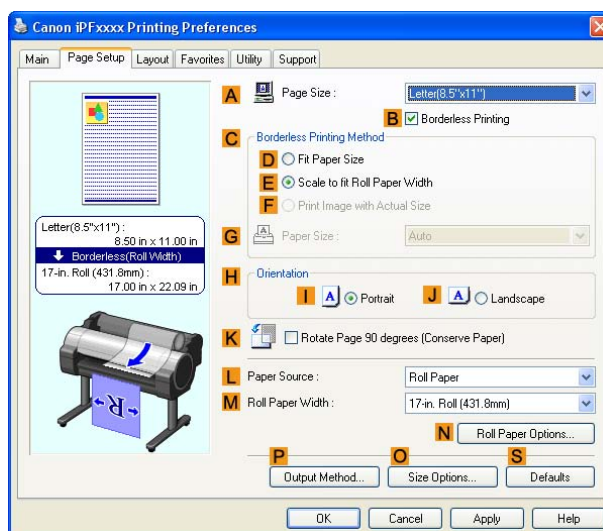 Canon iPFxxxx Printing Preferences
Main Page Setup Layout Favorites Utility Support
A Page Size : Letter(8.5"x11")
B Borderless Printing
C Borderless Printing Method
D Fit Paper Size
E Scale to fit Roll Paper Width
F Print Image with Actual Size
G Paper Size : Auto
Letter(8.5"x11") :
8.50 in x 11.00 in
Borderless(Roll Width)
17-in. Roll (431.8mm) :
17.00 in x 22.09 in
H Orientation
I A Portrait J A Landscape
K Rotate Page 90 degrees (Conserve Paper)
L Paper Source : Roll Paper
M Roll Paper Width : 17-in. Roll (431.8mm)
R
N Roll Paper Options...
P O S
Output Method... Size Options... Defaults
OK Cancel Apply Help